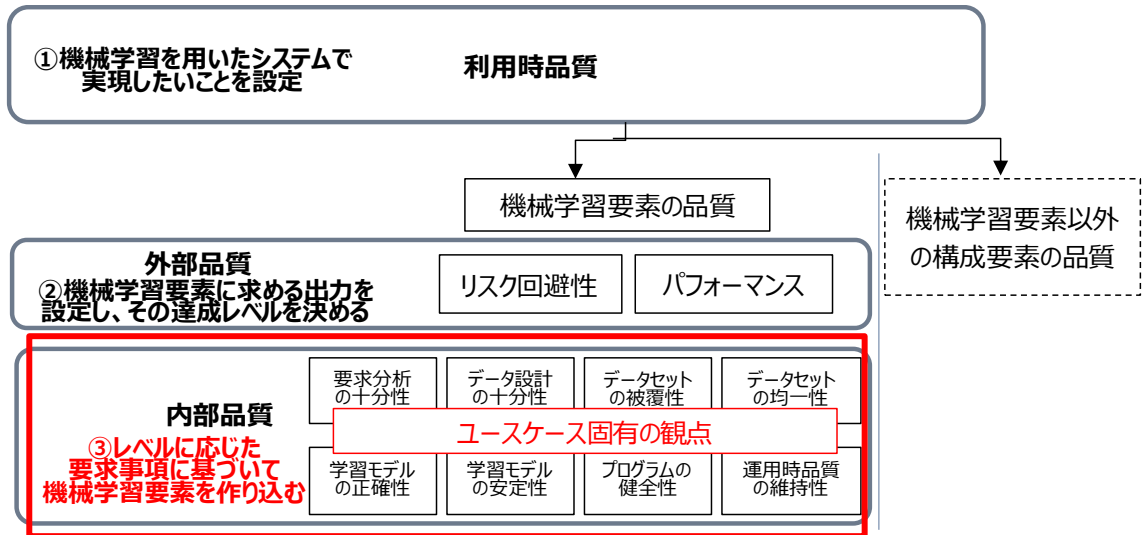 ①機械学習を用いたシステムで
実現したいことを設定
利用時品質
機械学習要素の品質
機械学習要素以外
の構成要素の品質
外部品質
②機械学習要素に求める出力を
設定し、その達成レベルを決める
リスク回避性
パフォーマンス
内部品質
③レベルに応じた
要求事項に基づいて
機械学習要素を作り込む
要求分析
の十分性
データ設計
の十分性
データセット
の被覆性
データセット
の均一性
ユースケース固有の観点
学習モデル
の正確性
学習モデル
の安定性
プログラムの
健全性
運用時品質
の維持性